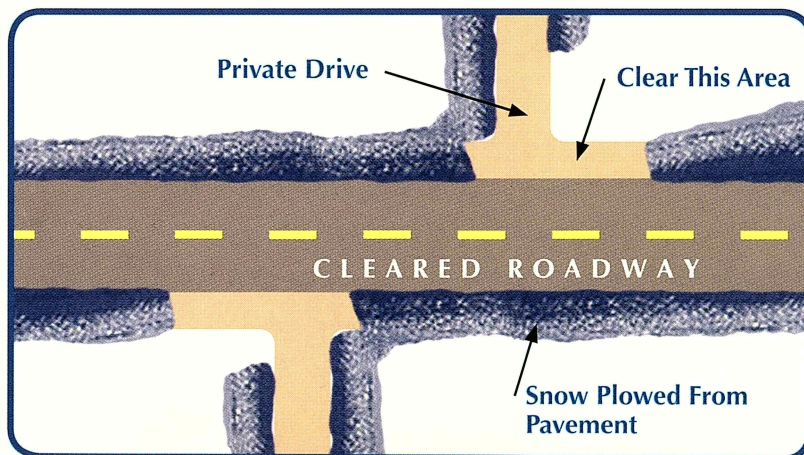 Private Drive
Clear This Area
CLEARED ROADWAY
Snow Plowed From
Pavement